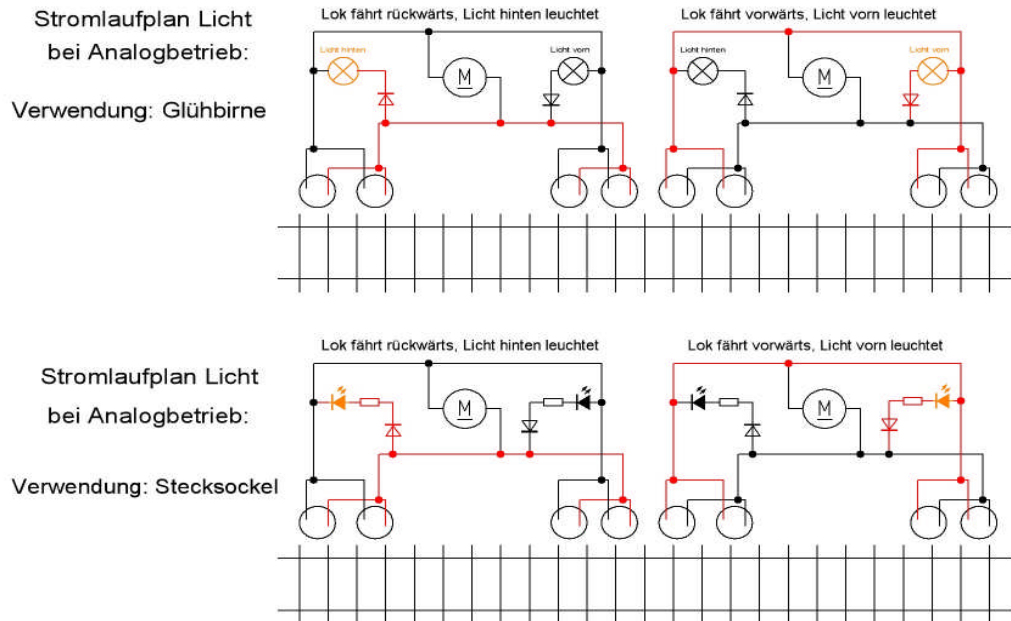 Stromlaufplan Licht
bei Analogbetrieb:
Verwendung: Glühbirne
Lok fährt rückwärts, Licht hinten leuchtet
Licht hinten
Licht vorn
M
Lok fährt vorwärts, Licht vorn leuchtet
Licht hinten
Licht vorn
M
Stromlaufplan Licht
bei Analogbetrieb:
Verwendung: Stecksockel
Lok fährt rückwärts, Licht hinten leuchtet
M
Lok fährt vorwärts, Licht vorn leuchtet
M